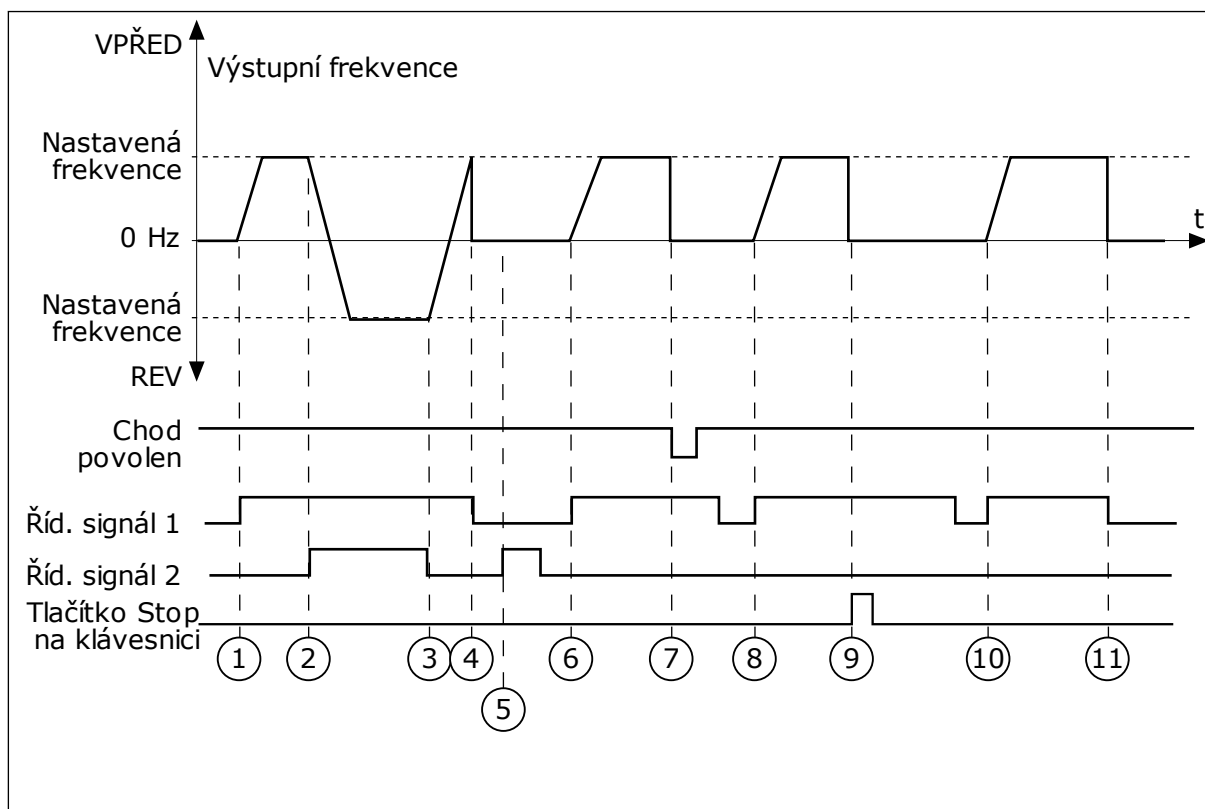 VPŘED
Výstupní frekvence
Nastavená
frekvence
0 Hz
t
Nastavená
frekvence
REV
Chod
povolen
Říd. signál 1
Říd. signál 2
Tlačítko Stop
na klávesnici
1 2 3 4 6 7 8 9 10 11
5